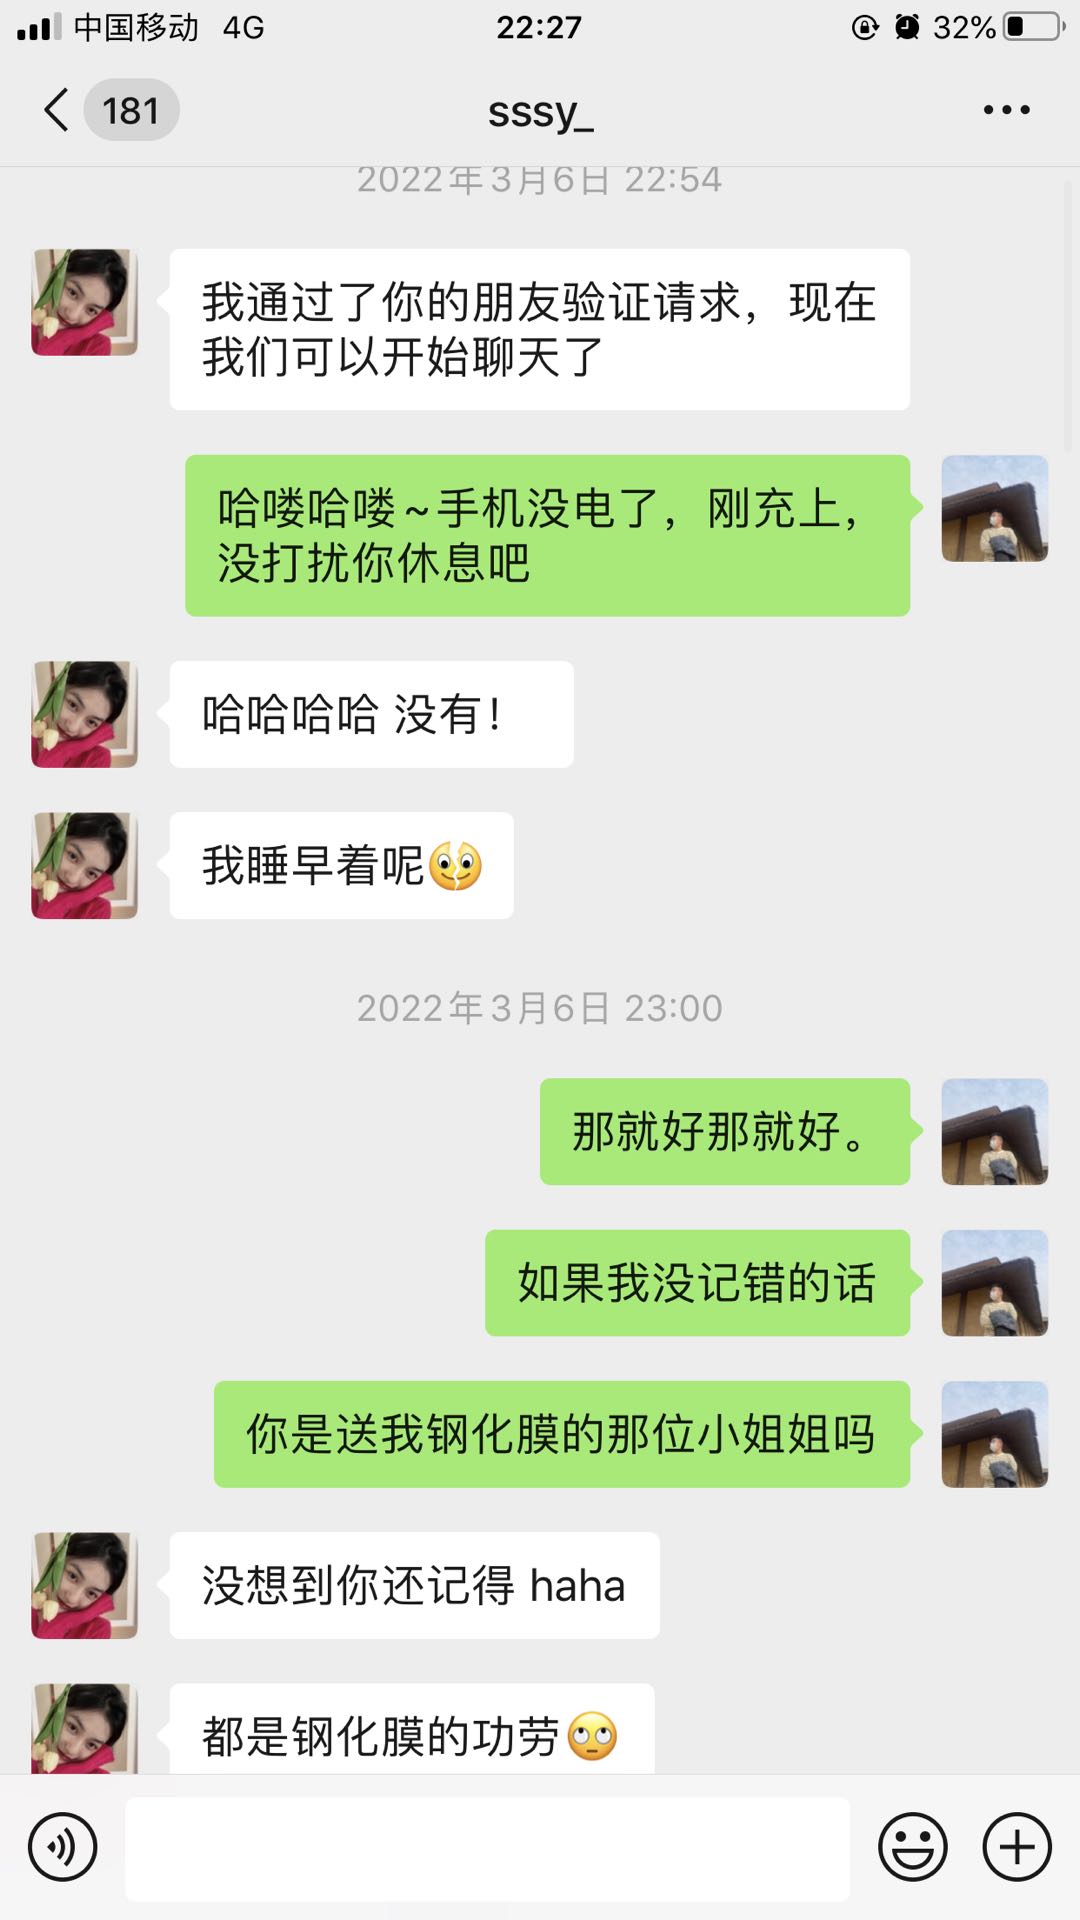 中国移动 4G 22:27 32%
181 sssy_
2022年3月6日 22:54
我通过了你的朋友验证请求，现在
我们可以开始聊天了
哈喽哈喽~手机没电了，刚充上，
没打扰你休息吧
哈哈哈哈 没有！
我睡早着呢
2022年3月6日 23:00
那就好那就好。
如果我没记错的话
你是送我钢化膜的那位小姐姐吗
没想到你还记得 haha
都是钢化膜的功劳🙄